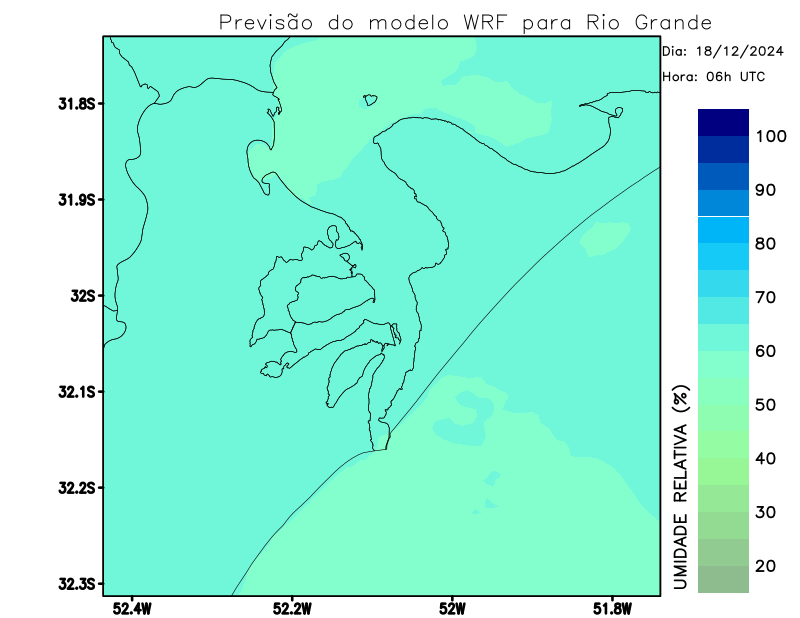 Previsão do modelo WRF para Rio Grande
Dia: 18/12/2024
Hora: 06h UTC
31.8S
31.9S
32S
32.1S
32.2S
32.3S
52.4W
52.2W
52W
51.8W
100
90
80
70
60
50
40
30
20
UMIDADE RELATIVA (%)